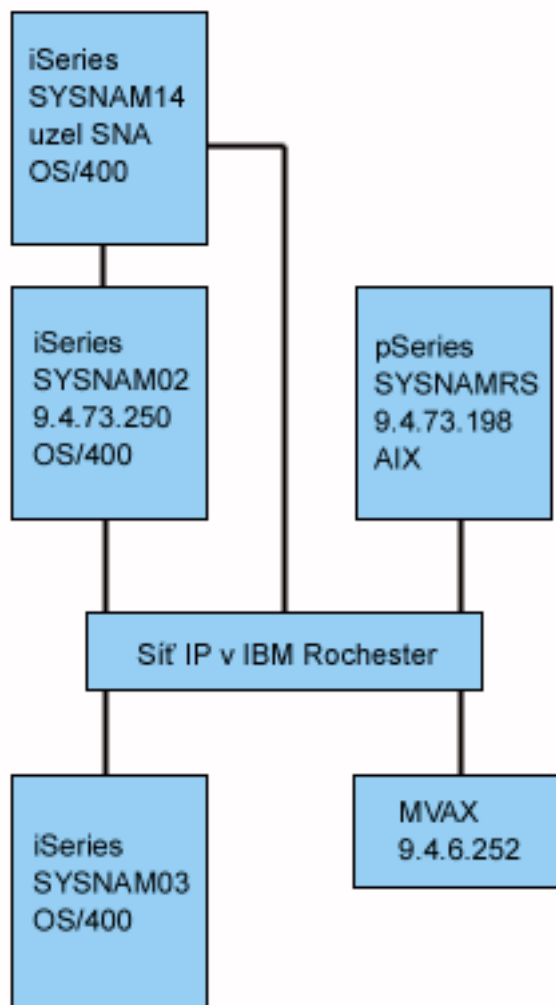 iSeries
SYSNAM14
uzel SNA
OS/400
iSeries
SYSNAM02
9.4.73.250
OS/400
pSeries
SYSNAMRS
9.4.73.198
AIX
Síť IP v IBM Rochester
iSeries
SYSNAM03
OS/400
MVAX
9.4.6.252